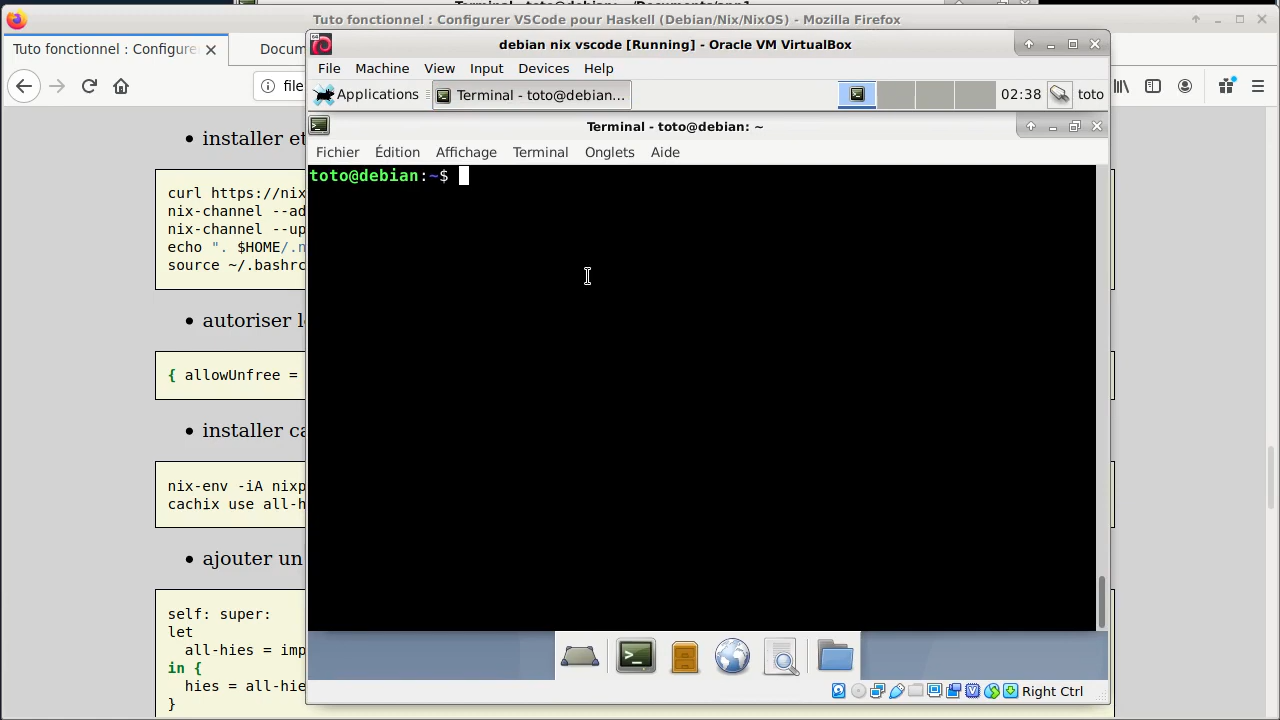 Tuto fonctionnel : Configurer VSCode pour Haskell (Debian/Nix/NixOS) - Mozilla Firefox
Tuto fonctionnel : Configure
Docum
file
debian nix vscode [Running] - Oracle VM VirtualBox
File Machine View Input Devices Help
Applications
Terminal - toto@debian...
02:38
toto
Terminal - toto@debian: ~
Fichier Édition Affichage Terminal Onglets Aide
toto@debian:~$
installer et
curl https://nix
nix-channel --ad
nix-channel --up
echo ". $HOME/.n
source ~/.bashrc
autoriser l
{ allowUnfree =
installer ca
nix-env -iA nixp
cachix use all-h
ajouter un
self: super:
let
all-hies = imp
in {
hies = all-hie
}
Right Ctrl